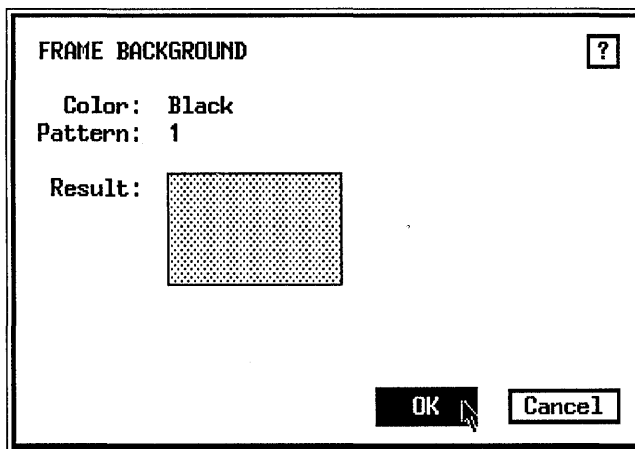 FRAME BACKGROUND ?
Color: Black
Pattern: 1
Result:
OK Cancel